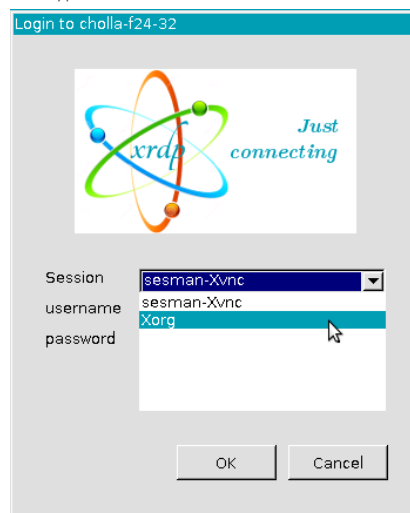 Login to cholla-f24-32
Just
xrdp connecting
Session sesman-Xvnc
username sesman-Xvnc
Xorg
password
OK Cancel